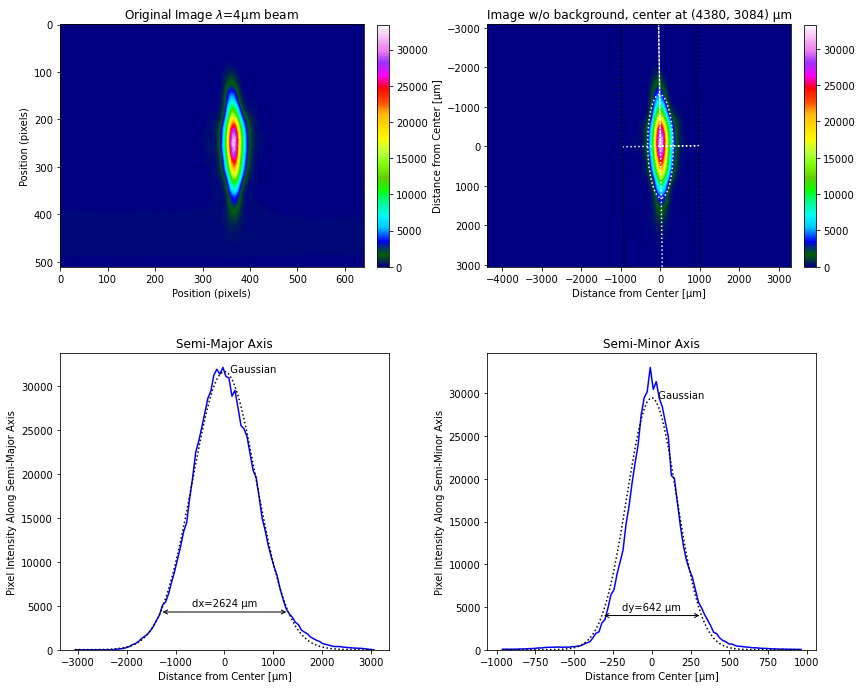 Original Image λ=4µm beam
0
100
200
300
400
500
Position (pixels)
0 100 200 300 400 500 600
Position (pixels)
30000
25000
20000
15000
10000
5000
0
Image w/o background, center at (4380, 3084) µm
−3000
−2000
−1000
0
1000
2000
3000
Distance from Center [µm]
−4000 −3000 −2000 −1000 0 1000 2000 3000
Distance from Center [µm]
30000
25000
20000
15000
10000
5000
0
Semi-Major Axis
Gaussian
30000
25000
20000
15000
10000
5000
0
Pixel Intensity Along Semi-Major Axis
dx=2624 µm
−3000 −2000 −1000 0 1000 2000 3000
Distance from Center [µm]
Semi-Minor Axis
Gaussian
30000
25000
20000
15000
10000
5000
0
Pixel Intensity Along Semi-Minor Axis
dy=642 µm
−1000 −750 −500 −250 0 250 500 750 1000
Distance from Center [µm]